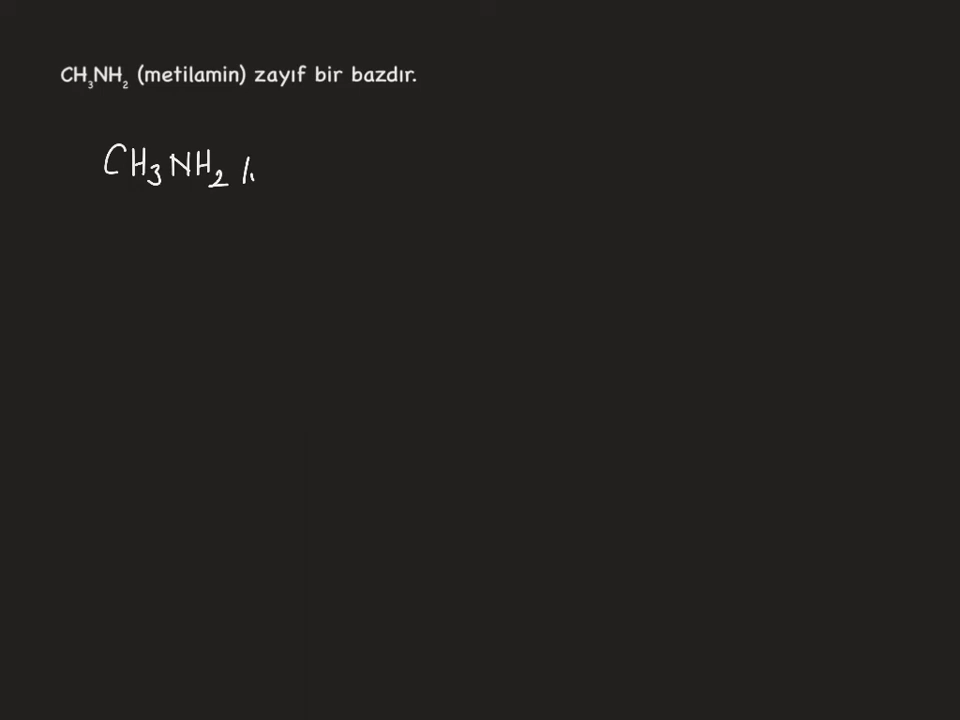 CH₃NH₂ (metilamin) zayıf bir bazdır.
CH₃NH₂